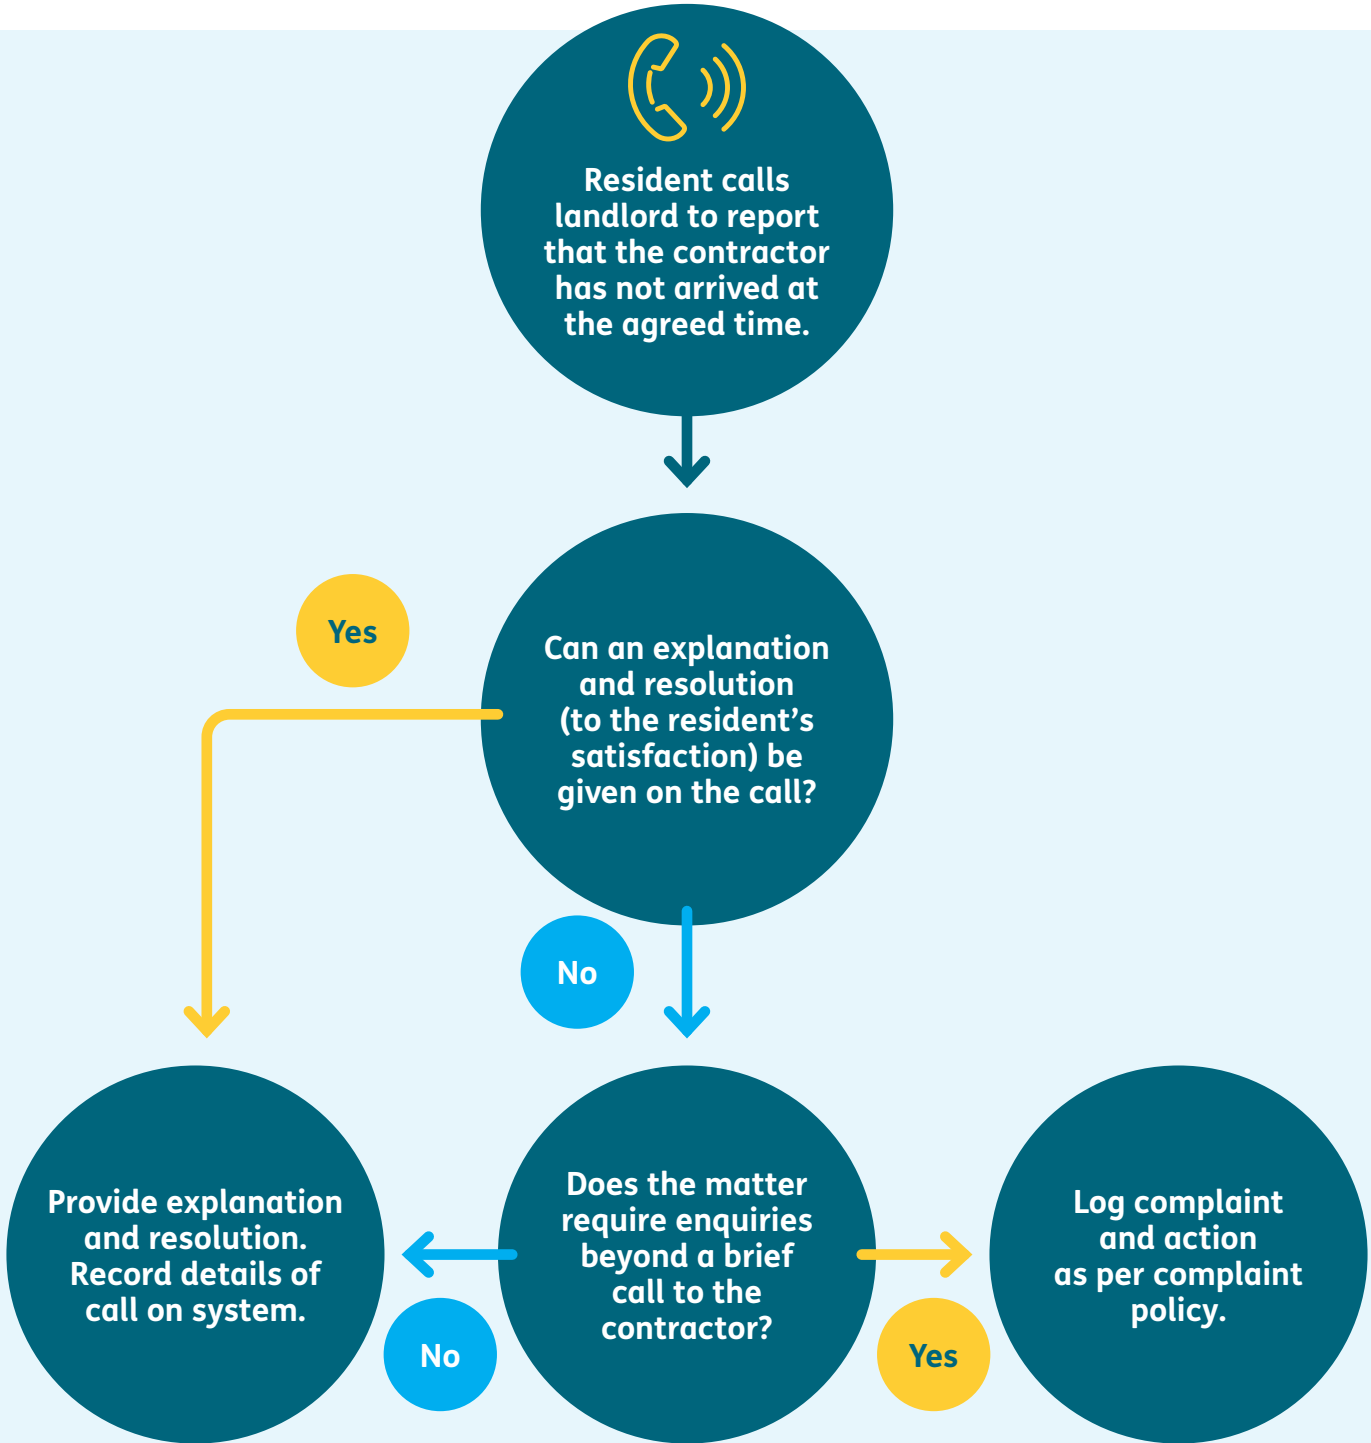 Resident calls
landlord to report
that the contractor
has not arrived at
the agreed time.
Yes
Can an explanation
and resolution
(to the resident’s
satisfaction) be
given on the call?
No
Provide explanation
and resolution.
Record details of
call on system.
No
Does the matter
require enquiries
beyond a brief
call to the
contractor?
Yes
Log complaint
and action
as per complaint
policy.